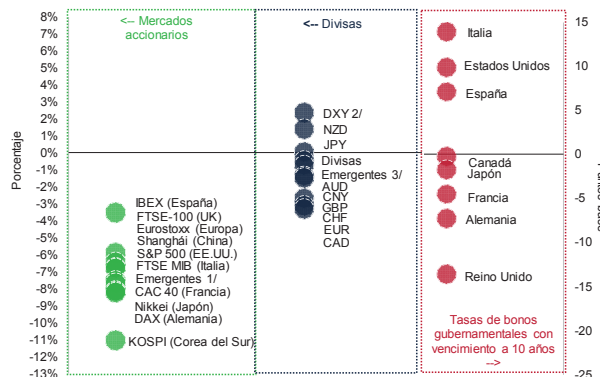 <-- Mercados
accionarios
<-- Divisas
Porcentaje
8%
7%
6%
5%
4%
3%
2%
1%
0%
-1%
-2%
-3%
-4%
-5%
-6%
-7%
-8%
-9%
-10%
-11%
-12%
-13%
IBEX (España)
FTSE-100 (UK)
Eurostoxx (Europa)
Shanghái (China)
S&P 500 (EE.UU.)
FTSE MIB (Italia)
Emergentes 1/
CAC 40 (Francia)
Nikkei (Japón)
DAX (Alemania)
KOSPI (Corea del Sur)
DXY 2/
NZD
JPY
Divisas
Emergentes 3/
AUD
CNY
GBP
CHF
EUR
CAD
Italia
Estados Unidos
España
Canadá
Japón
Francia
Alemania
Reino Unido
Tasas de bonos
gubernamentales con
vencimiento a 10 años
-->
15
10
5
0
-5
-10
-15
-20
-25